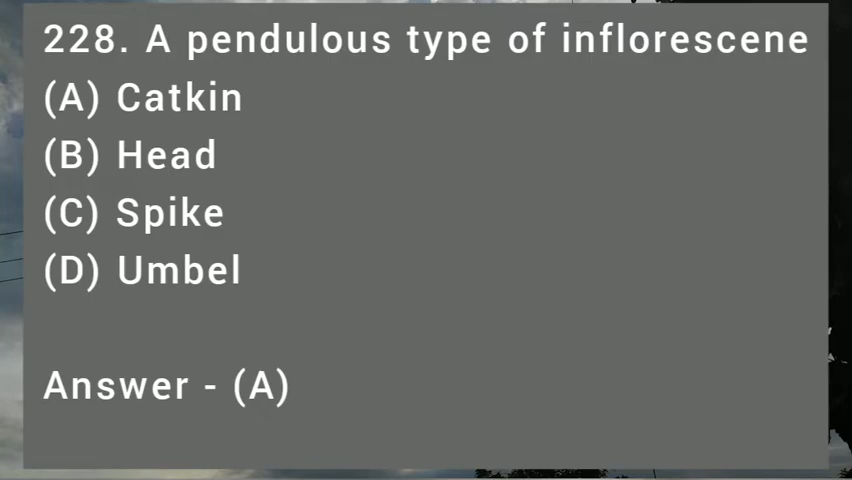 228. A pendulous type of inflorescene
(A) Catkin
(B) Head
(C) Spike
(D) Umbel
Answer - (A)